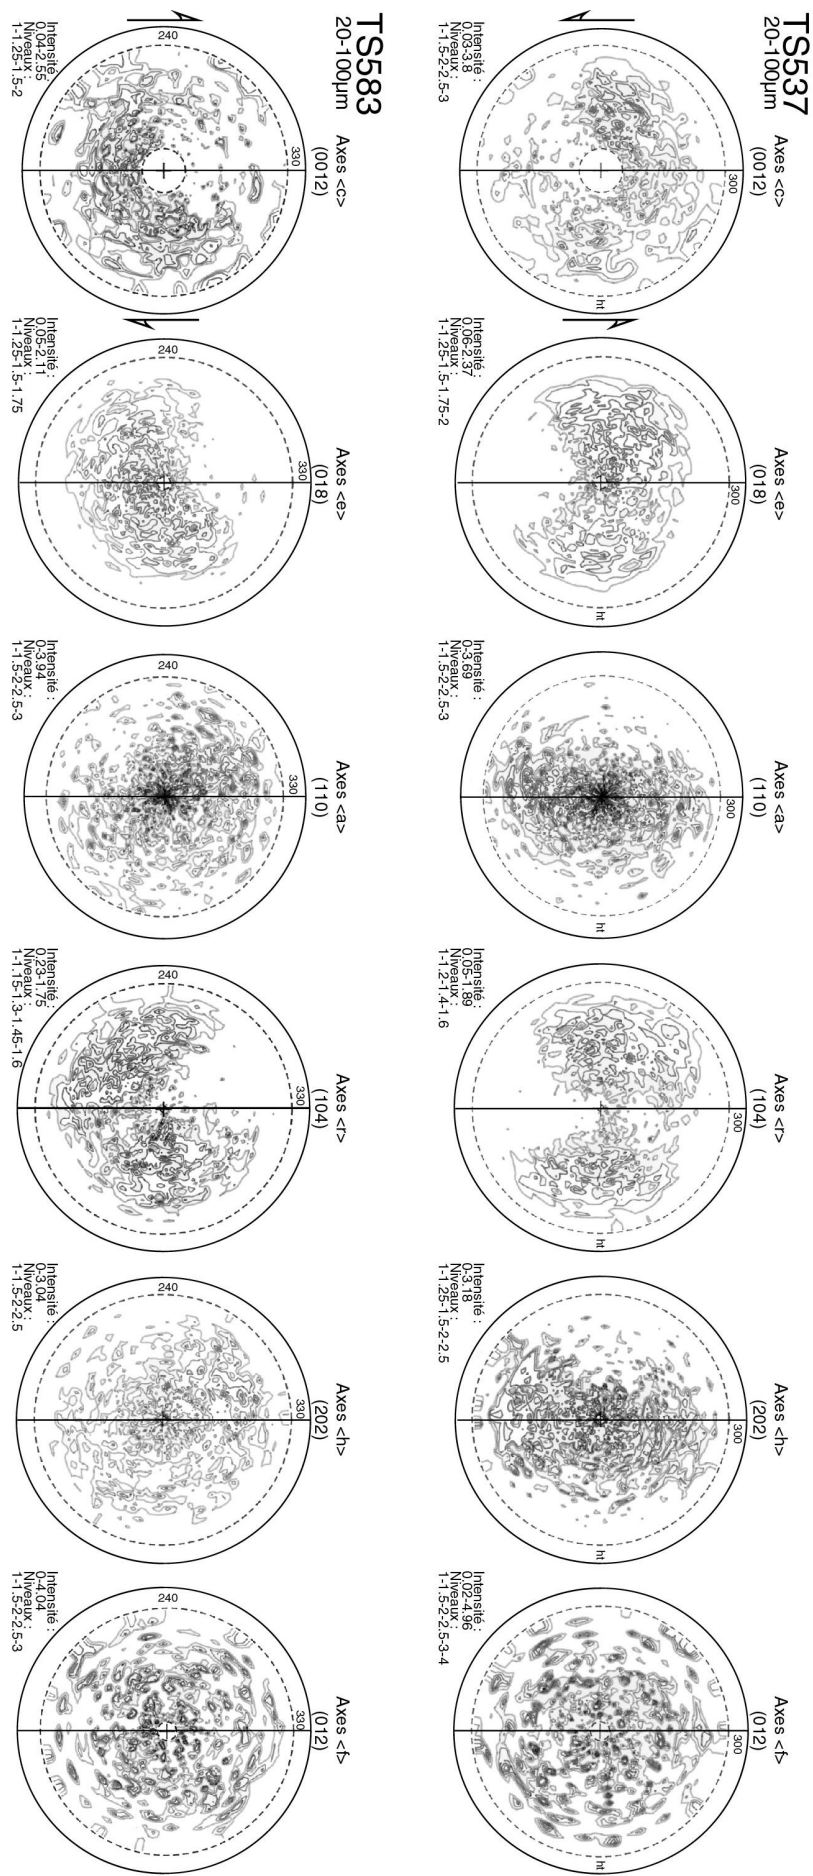 TS537
20-100µm
Axes <c>
(0012)
300
ht
Intensité :
0,03-3.8
Niveaux :
1-1.5-2-2.5-3
Axes <e>
(018)
300
ht
Intensité :
0,06-2.37
Niveaux :
1-1.25-1.5-1.75-2
Axes <a>
(110)
300
ht
Intensité :
0-3.69
Niveaux :
1-1.5-2-2.5-3
Axes <r>
(104)
300
ht
Intensité :
0,05-1.89
Niveaux :
1-1.2-1.4-1.6
Axes <h>
(202)
300
ht
Intensité :
0-3.18
Niveaux :
1-1.25-1.5-2-2.5
Axes <f>
(012)
300
ht
Intensité :
0,02-4.96
Niveaux :
1-1.5-2-2.5-3-4
TS583
20-100µm
Axes <c>
(0012)
330
240
Intensité :
0,04-2.55
Niveaux :
1-1.25-1.5-2
Axes <e>
(018)
330
240
Intensité :
0,05-2.11
Niveaux :
1-1.25-1.5-1.75
Axes <a>
(110)
330
240
Intensité :
0-3.94
Niveaux :
1-1.5-2-2.5-3
Axes <r>
(104)
330
240
Intensité :
0,23-1.75
Niveaux :
1-1.15-1.3-1.45-1.6
Axes <h>
(202)
330
240
Intensité :
0-3.04
Niveaux :
1-1.5-2-2.5
Axes <f>
(012)
330
240
Intensité :
0-4.04
Niveaux :
1-1.5-2-2.5-3